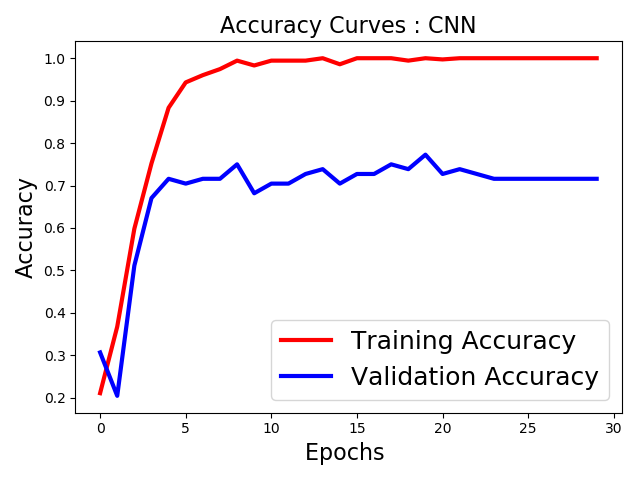 Accuracy Curves : CNN
1.0
0.9
0.8
0.7
0.6
0.5
0.4
0.3
0.2
Accuracy
Training Accuracy
Validation Accuracy
0 5 10 15 20 25 30
Epochs